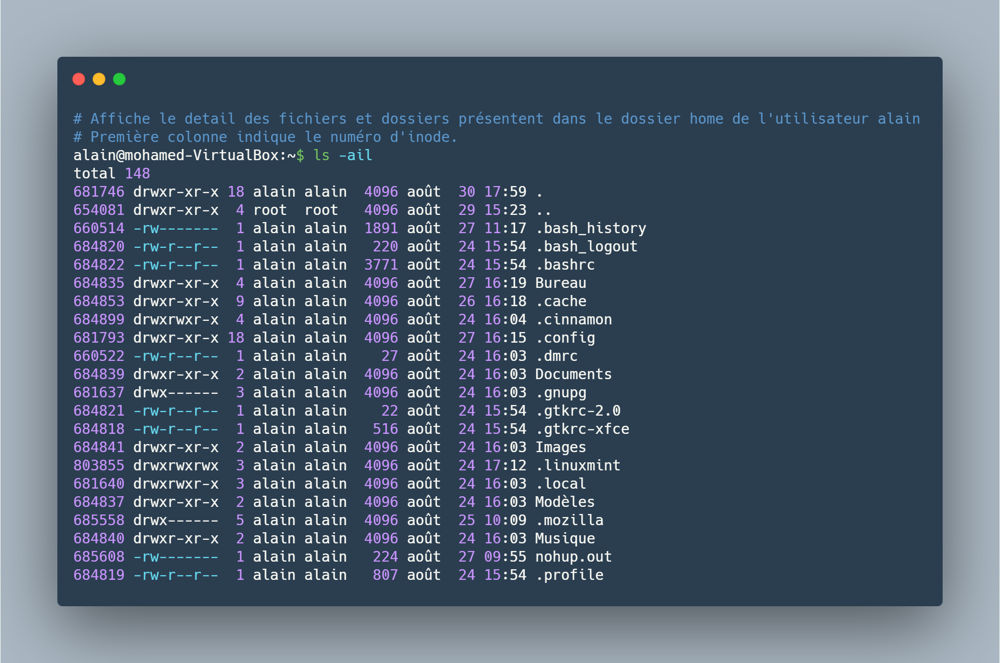 # Affiche le detail des fichiers et dossiers présentent dans le dossier home de l'utilisateur alain
# Première colonne indique le numéro d'inode.
alain@mohamed-VirtualBox:~$ ls -ail
total 148
681746 drwxr-xr-x 18 alain alain  4096 août  30 17:59 .
654081 drwxr-xr-x  4 root  root   4096 août  29 15:23 ..
660514 -rw-------  1 alain alain  1891 août  27 11:17 .bash_history
684820 -rw-r--r--  1 alain alain   220 août  24 15:54 .bash_logout
684822 -rw-r--r--  1 alain alain  3771 août  24 15:54 .bashrc
684835 drwxr-xr-x  4 alain alain  4096 août  27 16:19 Bureau
684853 drwxr-xr-x  9 alain alain  4096 août  26 16:18 .cache
684899 drwxrwxr-x  4 alain alain  4096 août  24 16:04 .cinnamon
681793 drwxr-xr-x 18 alain alain  4096 août  27 16:15 .config
660522 -rw-r--r--  1 alain alain    27 août  24 16:03 .dmrc
684839 drwxr-xr-x  2 alain alain  4096 août  24 16:03 Documents
681637 drwx------  3 alain alain  4096 août  24 16:03 .gnupg
684821 -rw-r--r--  1 alain alain    22 août  24 15:54 .gtkrc-2.0
684818 -rw-r--r--  1 alain alain   516 août  24 15:54 .gtkrc-xfce
684841 drwxr-xr-x  2 alain alain  4096 août  24 16:03 Images
803855 drwxrwxrwx  3 alain alain  4096 août  24 17:12 .linuxmint
681640 drwxrwxr-x  3 alain alain  4096 août  24 16:03 .local
684837 drwxr-xr-x  2 alain alain  4096 août  24 16:03 Modèles
685558 drwx------  5 alain alain  4096 août  25 10:09 .mozilla
684840 drwxr-xr-x  2 alain alain  4096 août  24 16:03 Musique
685608 -rw-------  1 alain alain   224 août  27 09:55 nohup.out
684819 -rw-r--r--  1 alain alain   807 août  24 15:54 .profile